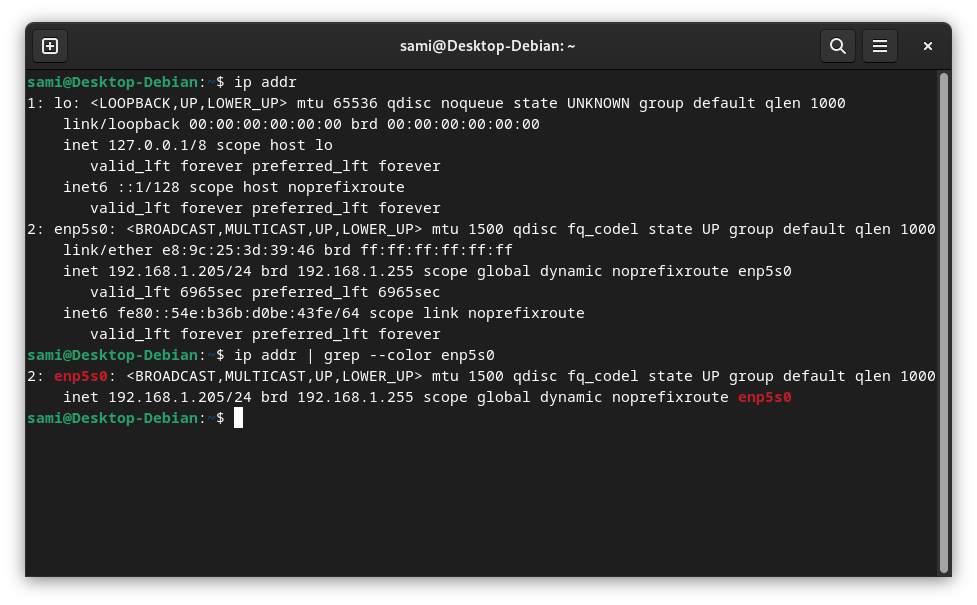 sami@Desktop-Debian: ~
sami@Desktop-Debian:~$ ip addr
1: lo: <LOOPBACK,UP,LOWER_UP> mtu 65536 qdisc noqueue state UNKNOWN group default qlen 1000
    link/loopback 00:00:00:00:00:00 brd 00:00:00:00:00:00
    inet 127.0.0.1/8 scope host lo
       valid_lft forever preferred_lft forever
    inet6 ::1/128 scope host noprefixroute
       valid_lft forever preferred_lft forever
2: enp5s0: <BROADCAST,MULTICAST,UP,LOWER_UP> mtu 1500 qdisc fq_codel state UP group default qlen 1000
    link/ether e8:9c:25:3d:39:46 brd ff:ff:ff:ff:ff:ff
    inet 192.168.1.205/24 brd 192.168.1.255 scope global dynamic noprefixroute enp5s0
       valid_lft 6965sec preferred_lft 6965sec
    inet6 fe80::54e:b36b:d0be:43fe/64 scope link noprefixroute
       valid_lft forever preferred_lft forever
sami@Desktop-Debian:~$ ip addr | grep --color enp5s0
2: enp5s0: <BROADCAST,MULTICAST,UP,LOWER_UP> mtu 1500 qdisc fq_codel state UP group default qlen 1000
    inet 192.168.1.205/24 brd 192.168.1.255 scope global dynamic noprefixroute enp5s0
sami@Desktop-Debian:~$